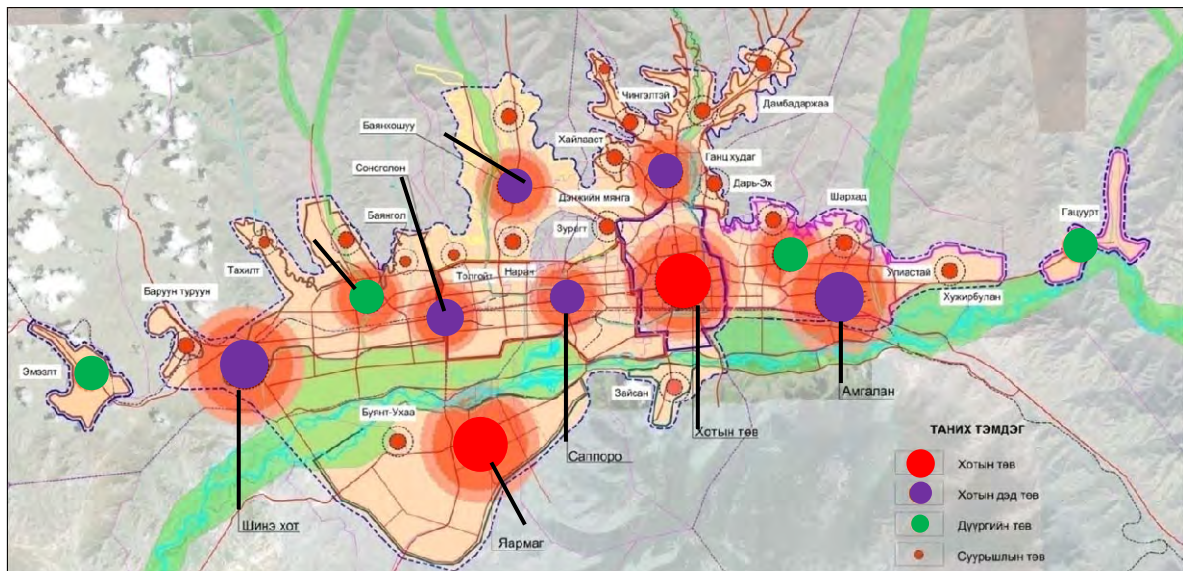 Чингэлтэй
Дамбадаржаа
Баянхошуу
Хайлааст
Сонсголон
Ганц худаг
Дарь-Эх
Дэнжийн мянга
Шархад
Баянгол
Зурагт
Гацуурт
Тахилт
Толгойт
Наран
Улиастай
Баруун туруун
Хужирбулан
Эмээлт
Зайсан
Амгалан
Буянт-Ухаа
Хотын төв
ТАНИХ ТЭМДЭГ
Саппоро
Хотын төв
Хотын дэд төв
Шинэ хот
Дүүргийн төв
Яармаг
Суурьшлын төв